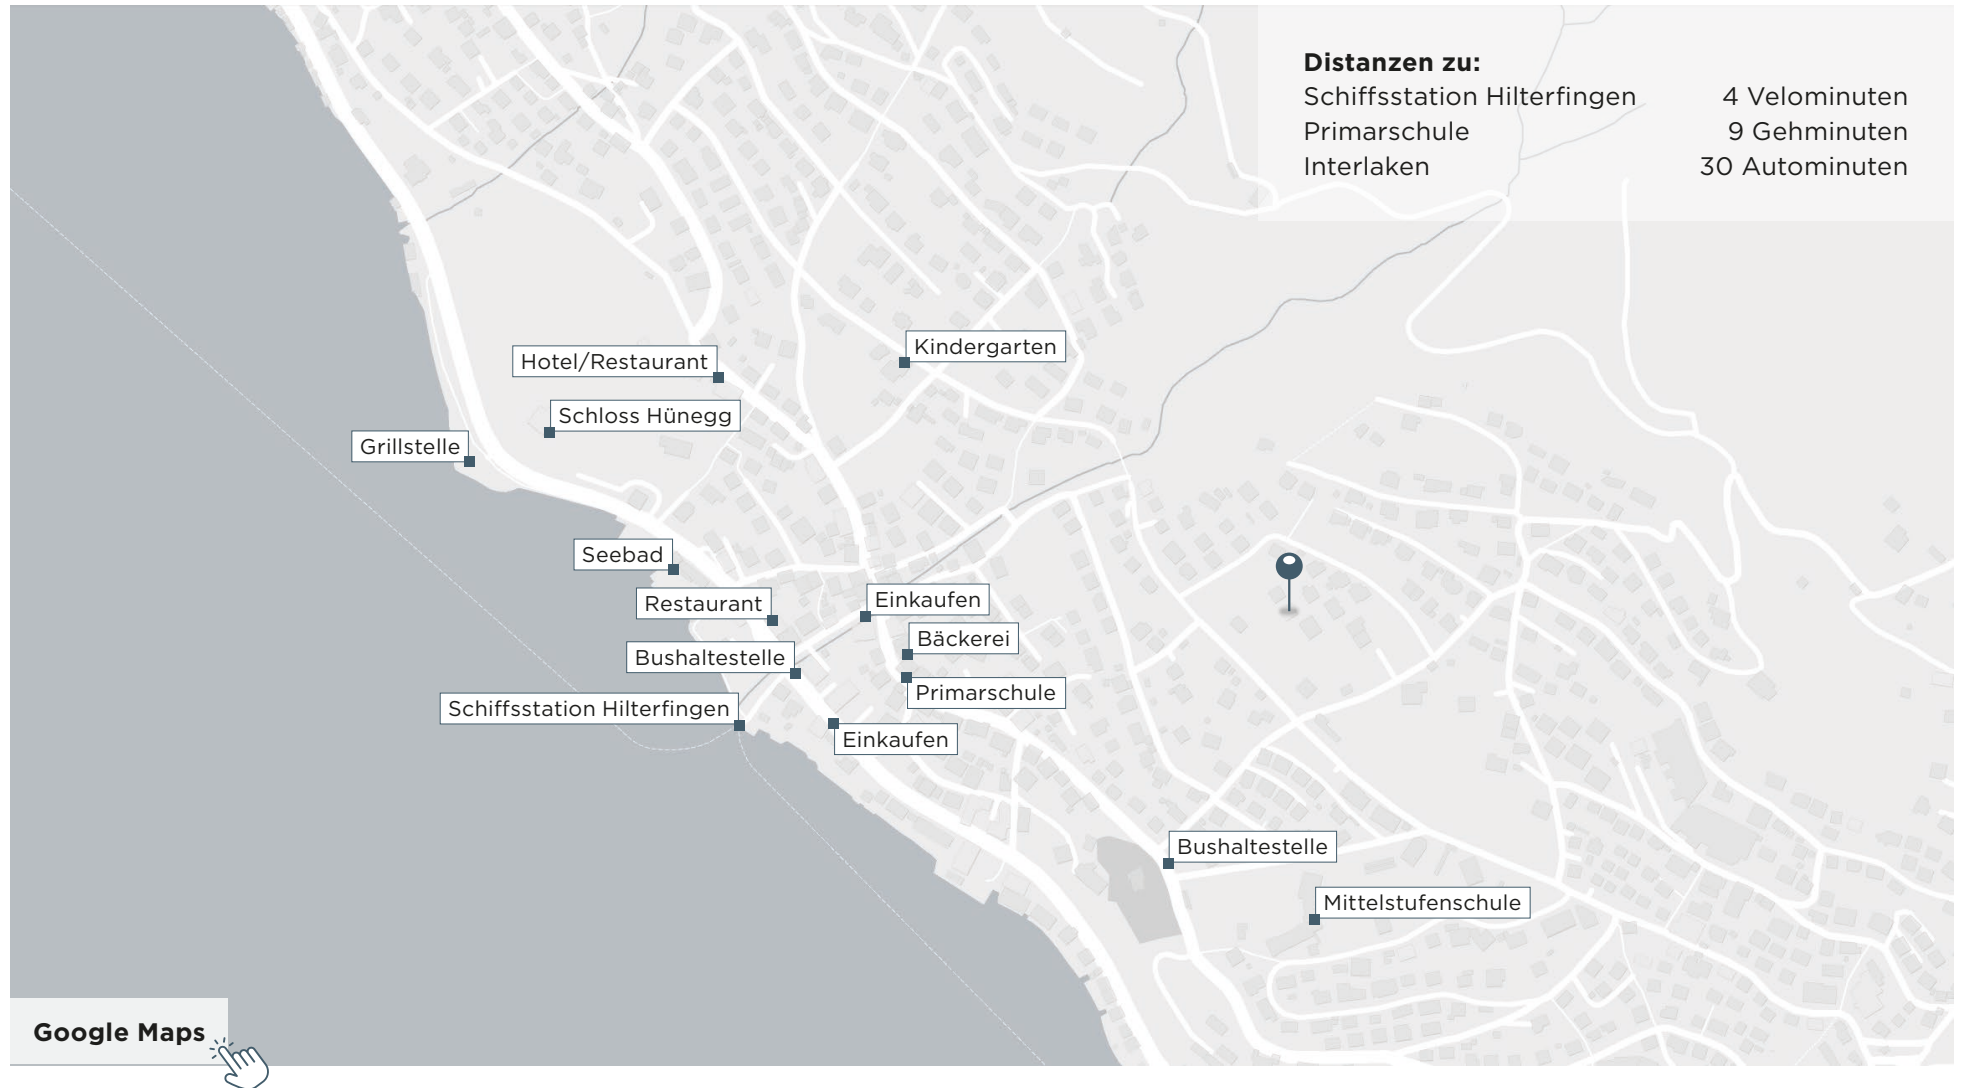 Distanzen zu:
Schiffsstation Hilterfingen 4 Velominuten
Primarschule 9 Gehminuten
Interlaken 30 Autominuten
Kindergarten
Hotel/Restaurant
Schloss Hünegg
Grillstelle
Seebad
Restaurant
Einkaufen
Bäckerei
Bushaltestelle
Primarschule
Schiffsstation Hilterfingen
Einkaufen
Bushaltestelle
Mittelstufenschule
Google Maps